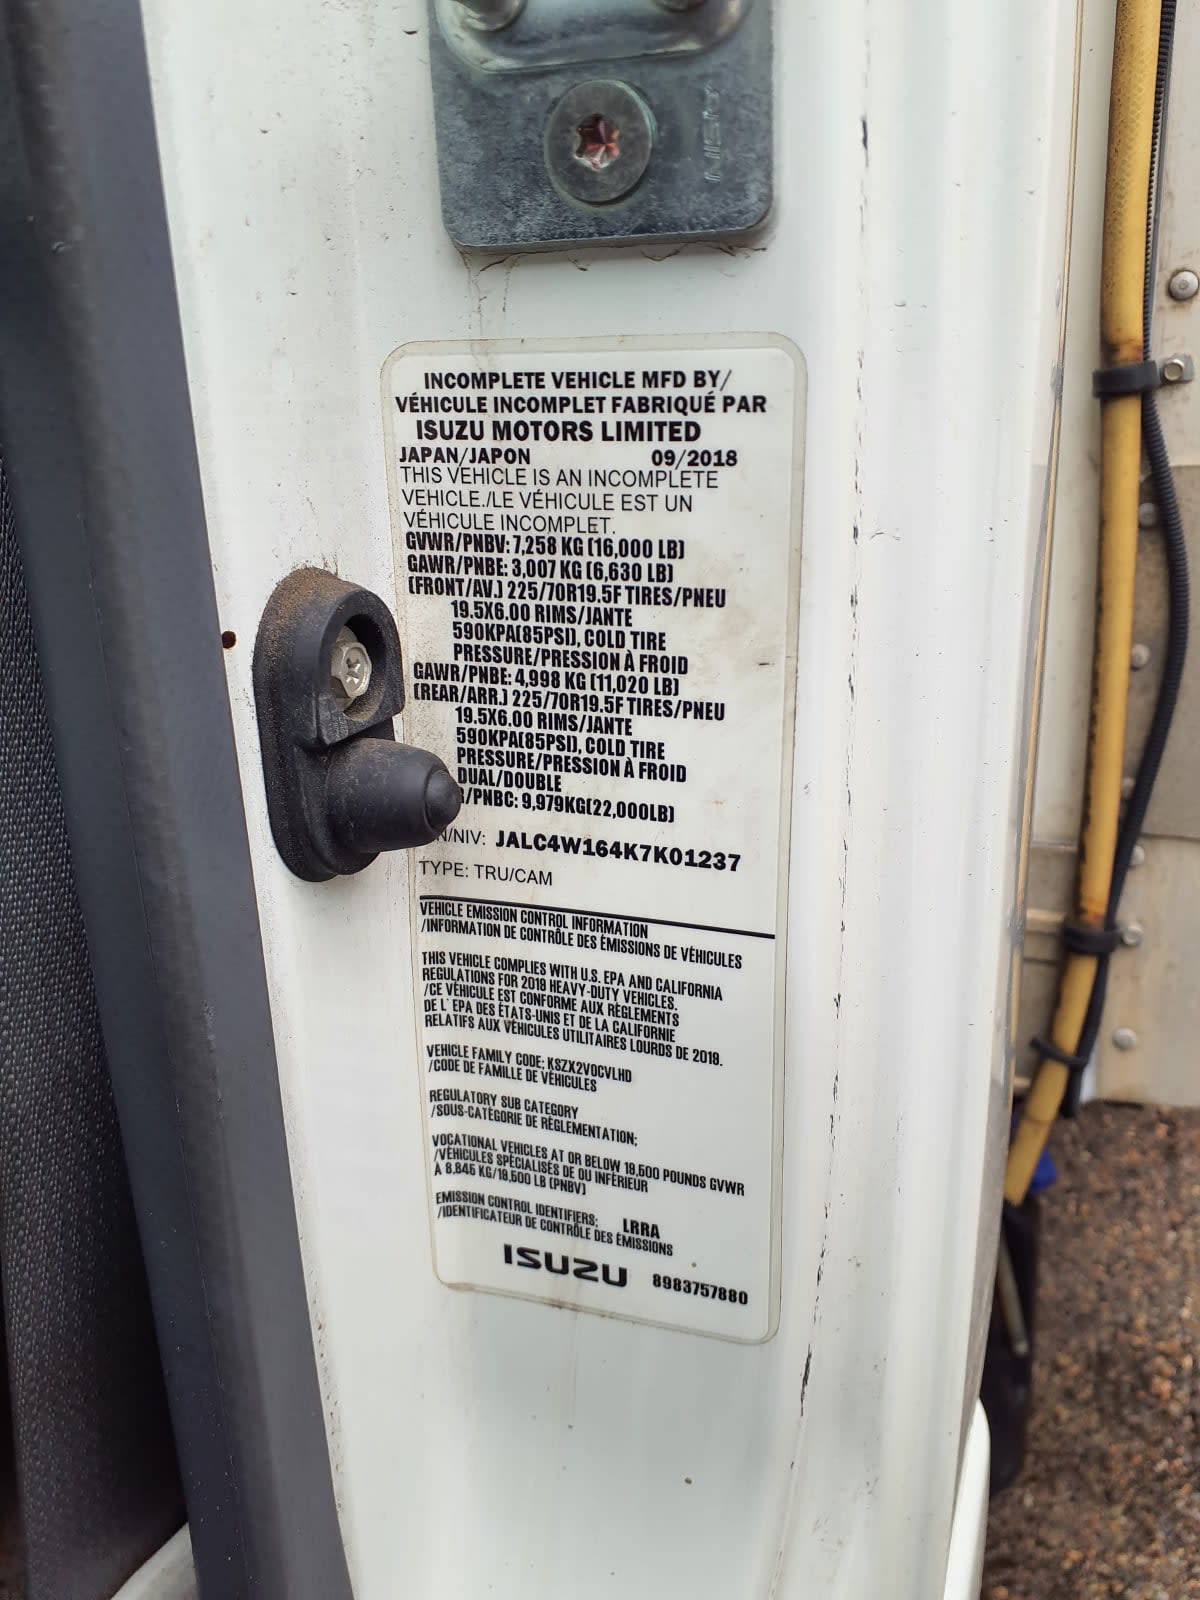 INCOMPLETE VEHICLE MFD BY/
VÉHICULE INCOMPLET FABRIQUÉ PAR
ISUZU MOTORS LIMITED
JAPAN/JAPON 09/2018
THIS VEHICLE IS AN INCOMPLETE
VEHICLE./LE VÉHICULE EST UN
VÉHICULE INCOMPLET.
GVWR/PNBV: 7,258 KG (16,000 LB)
GAWR/PNBE: 3,007 KG (6,630 LB)
(FRONT/AV.) 225/70R19.5F TIRES/PNEU
19.5X6.00 RIMS/JANTE
590KPA(85PSI), COLD TIRE
PRESSURE/PRESSION À FROID
GAWR/PNBE: 4,998 KG (11,020 LB)
(REAR/ARR.) 225/70R19.5F TIRES/PNEU
19.5X6.00 RIMS/JANTE
590KPA(85PSI), COLD TIRE
PRESSURE/PRESSION À FROID
DUAL/DOUBLE
/PNBC: 9,979KG(22,000LB)
N/NIV: JALC4W164K7K01237
TYPE: TRU/CAM
VEHICLE EMISSION CONTROL INFORMATION
/INFORMATION DE CONTRÔLE DES ÉMISSIONS DE VÉHICULES
THIS VEHICLE COMPLIES WITH U.S. EPA AND CALIFORNIA
REGULATIONS FOR 2019 HEAVY-DUTY VEHICLES.
/CE VÉHICULE EST CONFORME AUX RÈGLEMENTS
DE L' EPA DES ÉTATS-UNIS ET DE LA CALIFORNIE
RELATIFS AUX VÉHICULES UTILITAIRES LOURDS DE 2019.
VEHICLE FAMILY CODE: KSZX2VOCVLHD
/CODE DE FAMILLE DE VÉHICULES
REGULATORY SUB CATEGORY
/SOUS-CATÉGORIE DE RÈGLEMENTATION;
VOCATIONAL VEHICLES AT OR BELOW 19,500 POUNDS GVWR
/VÉHICULES SPÉCIALISÉS DE OU INFÉRIEUR
À 8,845 KG/19,500 LB (PNBV)
EMISSION CONTROL IDENTIFIERS; LRRA
/IDENTIFICATEUR DE CONTRÔLE DES ÉMISSIONS
ISUZU 8983757880